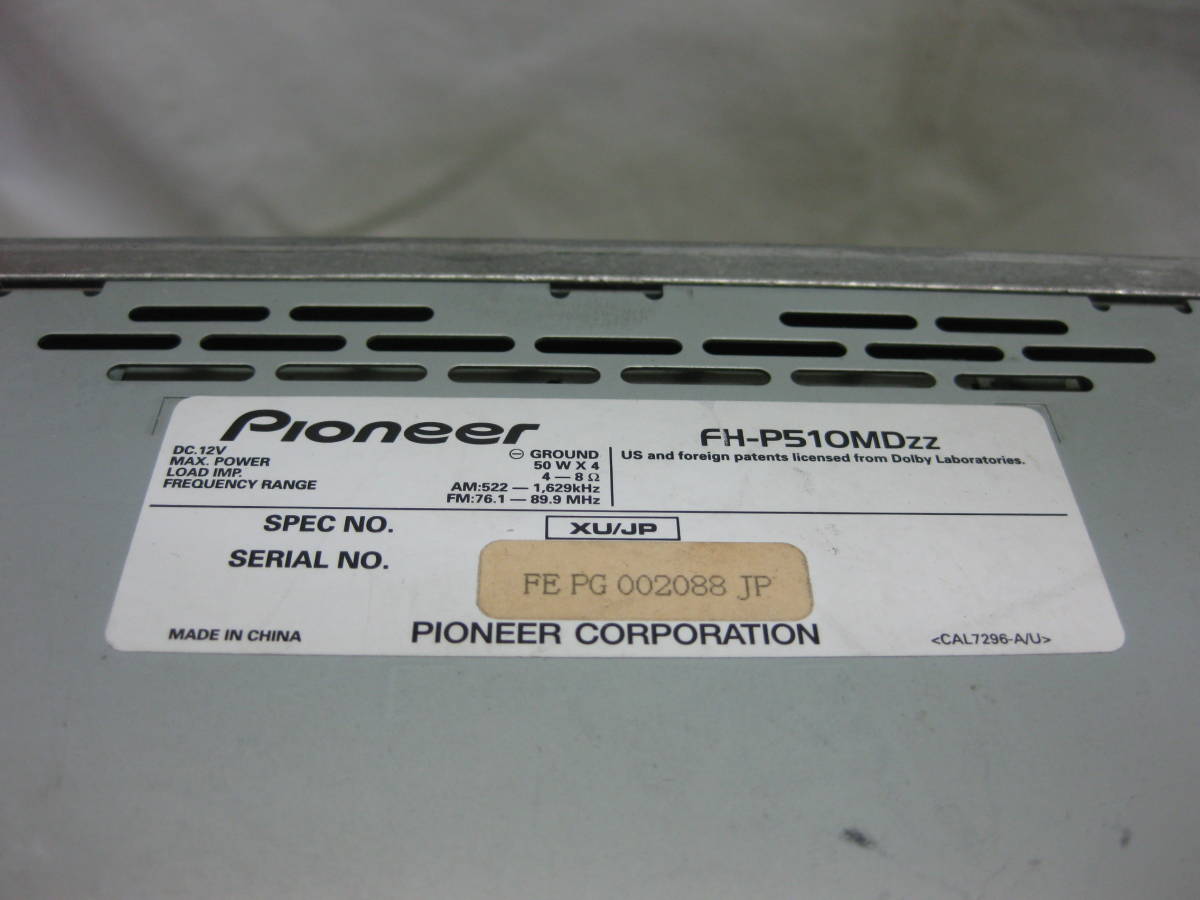 Pioneer
DC.12V ⊖ GROUND
MAX. POWER 50 W X 4
LOAD IMP. 4 — 8 Ω
FREQUENCY RANGE AM:522 — 1,629kHz
FM:76.1 — 89.9 MHz
FH-P510MDzz
US and foreign patents licensed from Dolby Laboratories.
SPEC NO. XU/JP
SERIAL NO. FE PG 002088 JP
MADE IN CHINA PIONEER CORPORATION <CAL7296-A/U>